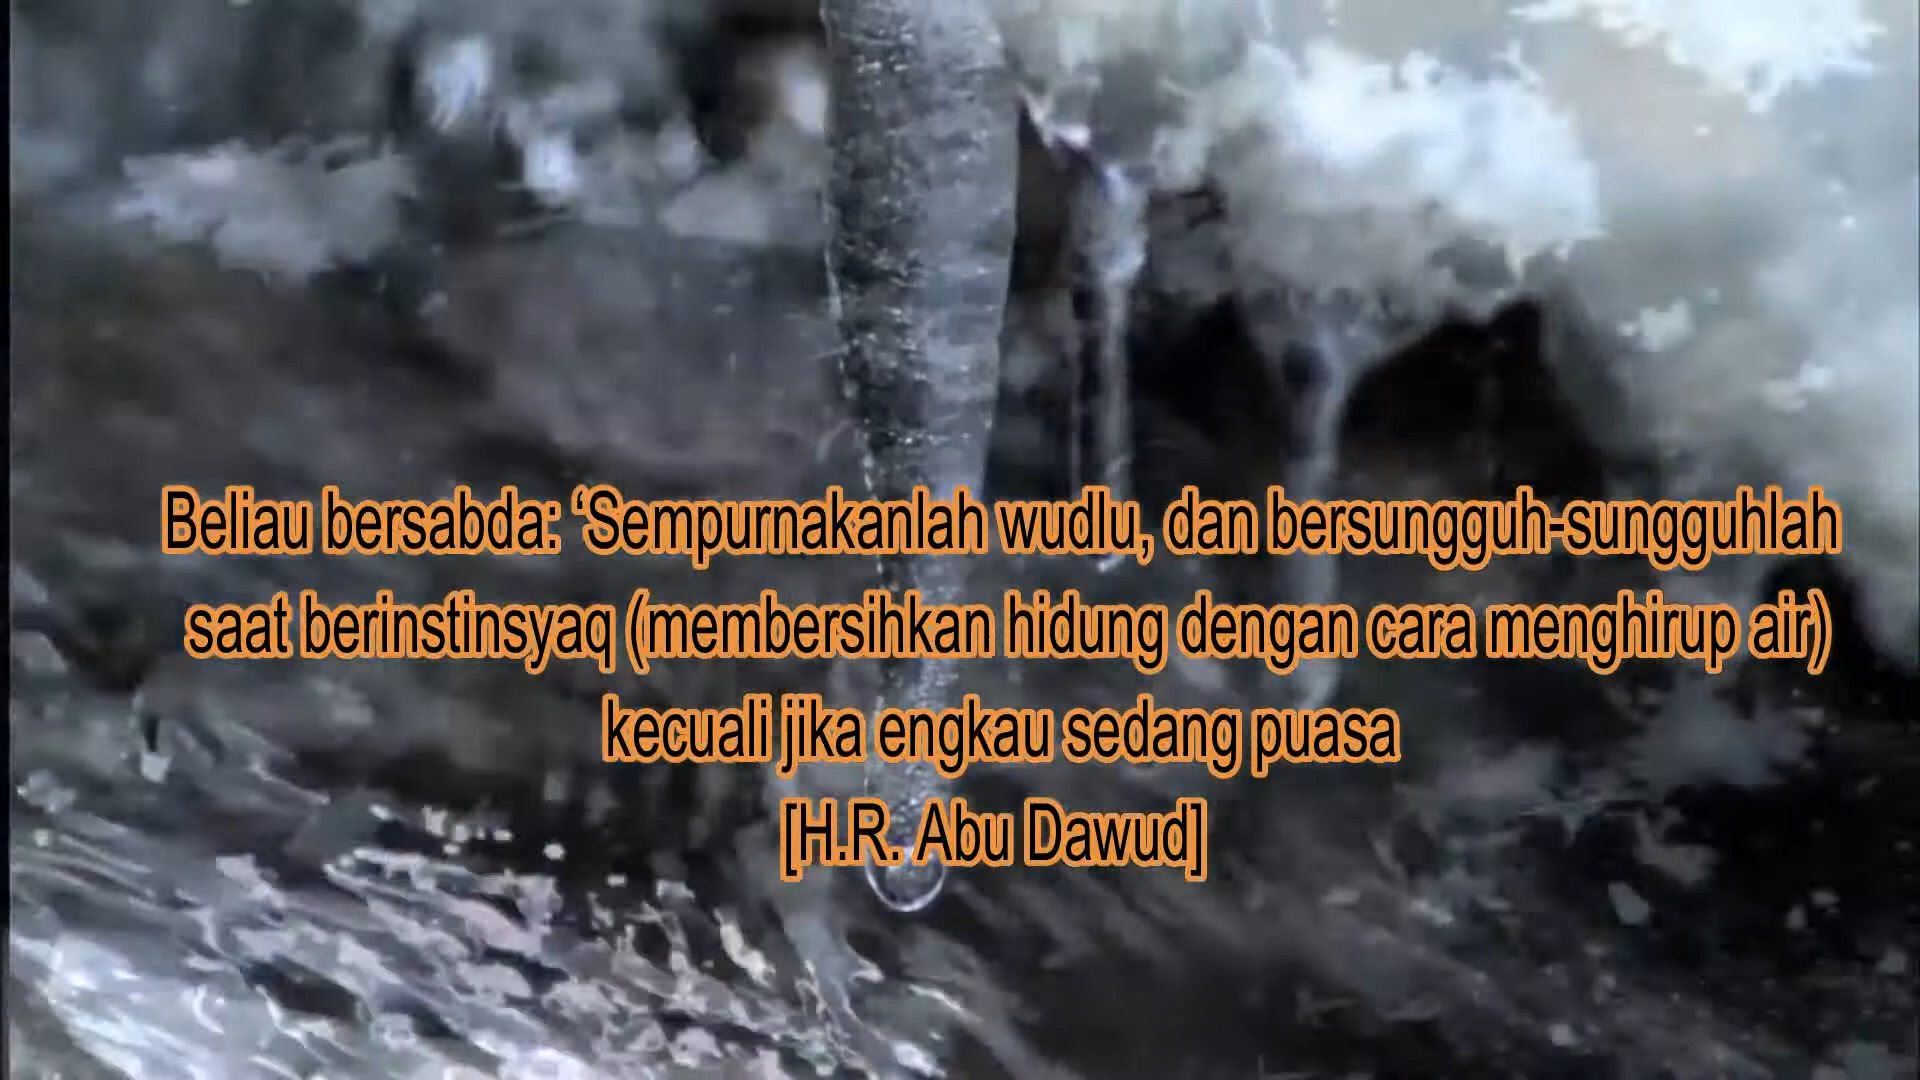 Beliau bersabda: ‘Sempurnakanlah wudlu, dan bersungguh-sungguhlah
saat berinstinsyaq (membersihkan hidung dengan cara menghirup air)
kecuali jika engkau sedang puasa
[H.R. Abu Dawud]